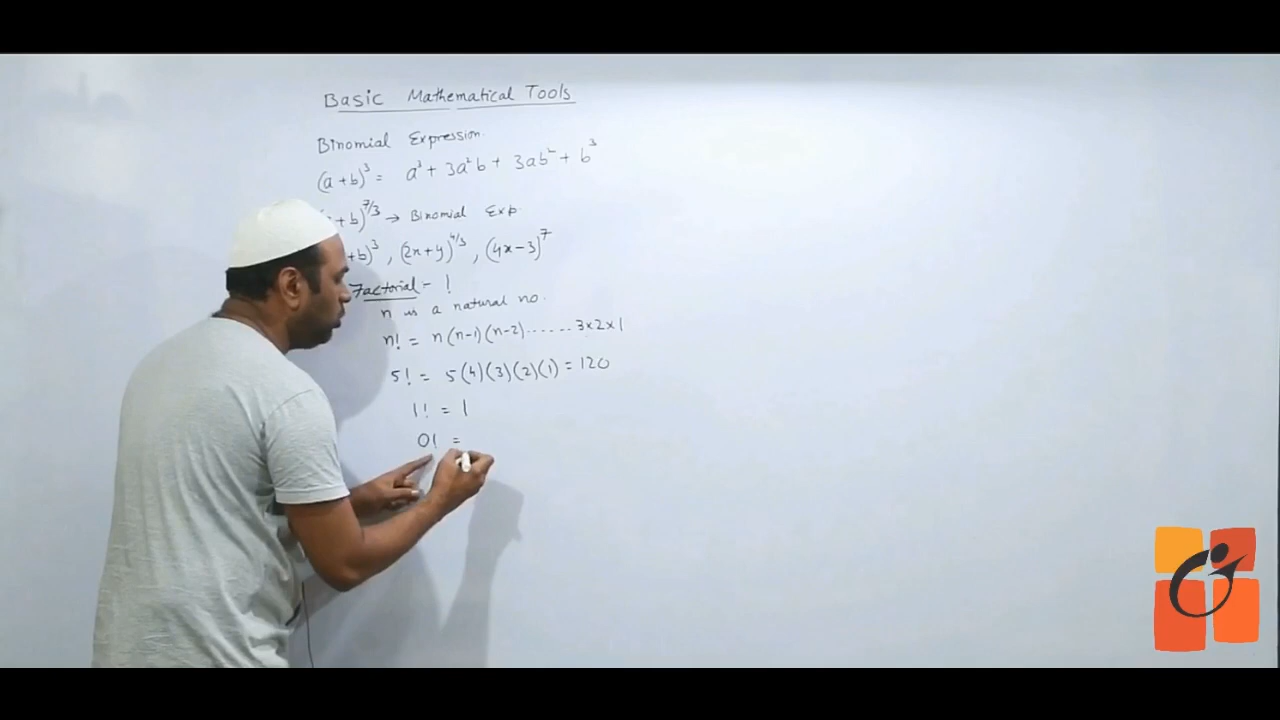 Basic Mathematical Tools
Binomial Expression.
(a+b)³ = a³ + 3a²b + 3ab² + b³
+ b)^7/3 → Binomial Exp.
+b)³ , (2x+y)^4/3 , (4x-3)^7
Factorial - !
n is a natural no.
n! = n(n-1)(n-2)......3×2×1
5! = 5(4)(3)(2)(1) = 120
1! = 1
0! =